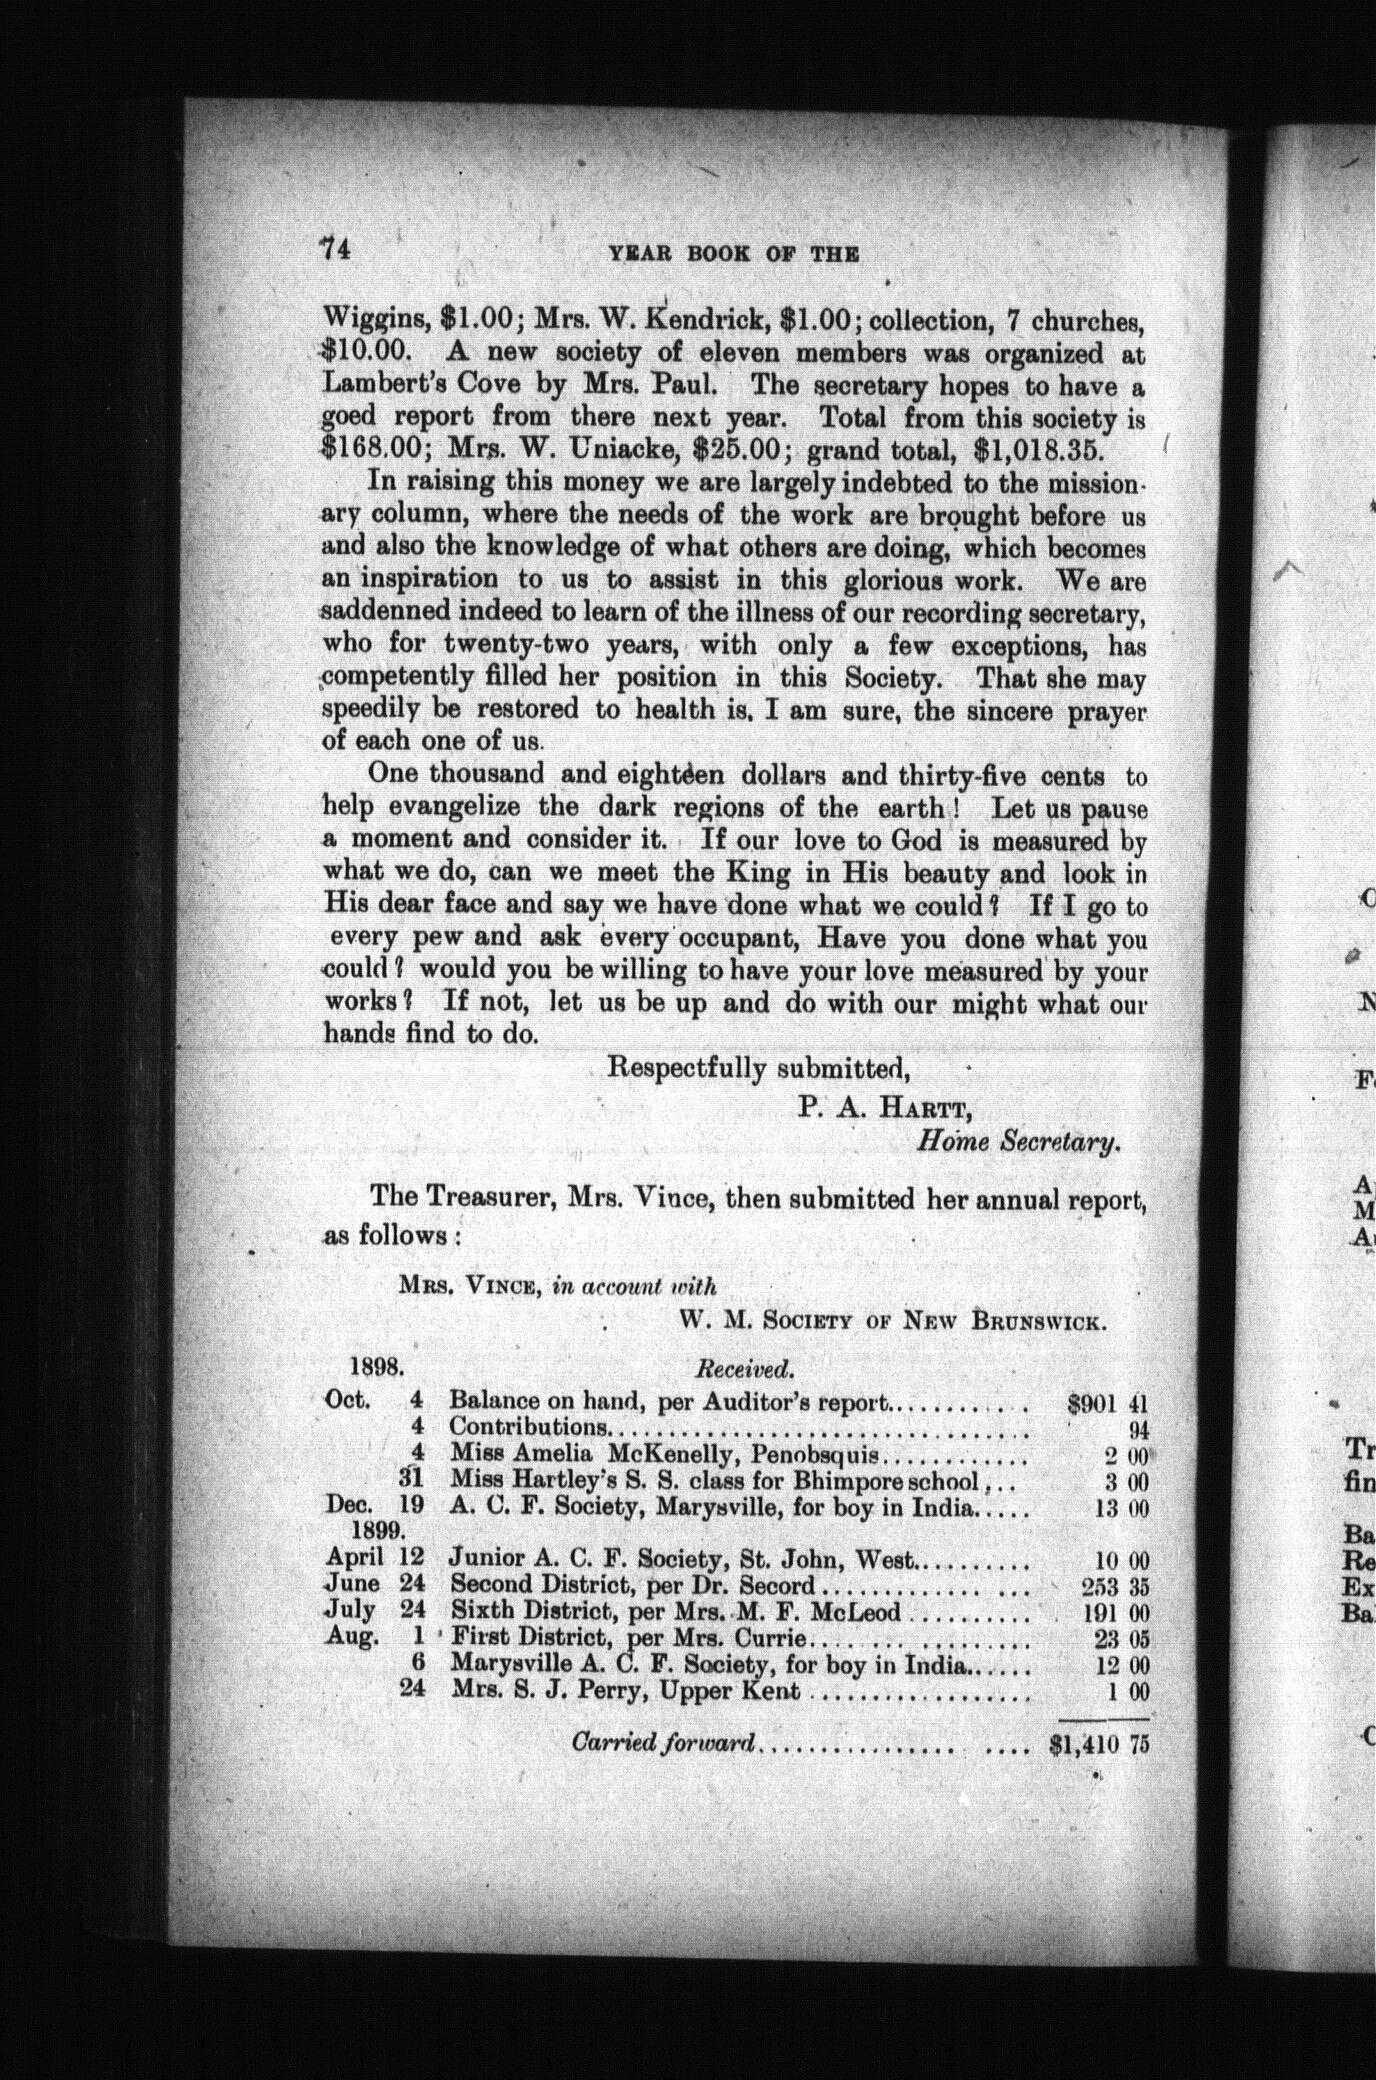 74 YEAR BOOK OF THE
Wiggins, $1.00; Mrs. W. Kendrick, $1.00; collection, 7 churches,
$10.00. A new society of eleven members was organized at
Lambert's Cove by Mrs. Paul. The secretary hopes to have a
goed report from there next year. Total from this society is
$168.00; Mrs. W. Uniacke, $25.00; grand total, $1,018.35.
In raising this money we are largely indebted to the mission-
ary column, where the needs of the work are brought before us
and also the knowledge of what others are doing, which becomes
an inspiration to us to assist in this glorious work. We are
saddenned indeed to learn of the illness of our recording secretary,
who for twenty-two years, with only a few exceptions, has
competently filled her position in this Society. That she may
speedily be restored to health is, I am sure, the sincere prayer
of each one of us.
One thousand and eighteen dollars and thirty-five cents to
help evangelize the dark regions of the earth! Let us pause
a moment and consider it. If our love to God is measured by
what we do, can we meet the King in His beauty and look in
His dear face and say we have done what we could? If I go to
every pew and ask every occupant, Have you done what you
could? would you be willing to have your love measured by your
works? If not, let us be up and do with our might what our
hands find to do.
Respectfully submitted,
P. A. HARTT,
Home Secretary.
The Treasurer, Mrs. Vince, then submitted her annual report,
as follows:
MRS. VINCE, in account with
W. M. SOCIETY OF NEW BRUNSWICK.
1898. Received.
Oct. 4 Balance on hand, per Auditor's report........... $901 41
4 Contributions................................. 94
4 Miss Amelia McKenelly, Penobsquis............ 2 00
31 Miss Hartley's S. S. class for Bhimpore school... 3 00
Dec. 19 A. C. F. Society, Marysville, for boy in India..... 13 00
1899.
April 12 Junior A. C. F. Society, St. John, West.......... 10 00
June 24 Second District, per Dr. Secord ................ 253 35
July 24 Sixth District, per Mrs. M. F. McLeod .......... 191 00
Aug. 1 First District, per Mrs. Currie................. 23 05
6 Marysville A. C. F. Society, for boy in India...... 12 00
24 Mrs. S. J. Perry, Upper Kent .................. 1 00
Carried forward.................... $1,410 75
Tr
fin
Ba
Re
Ex
Ba